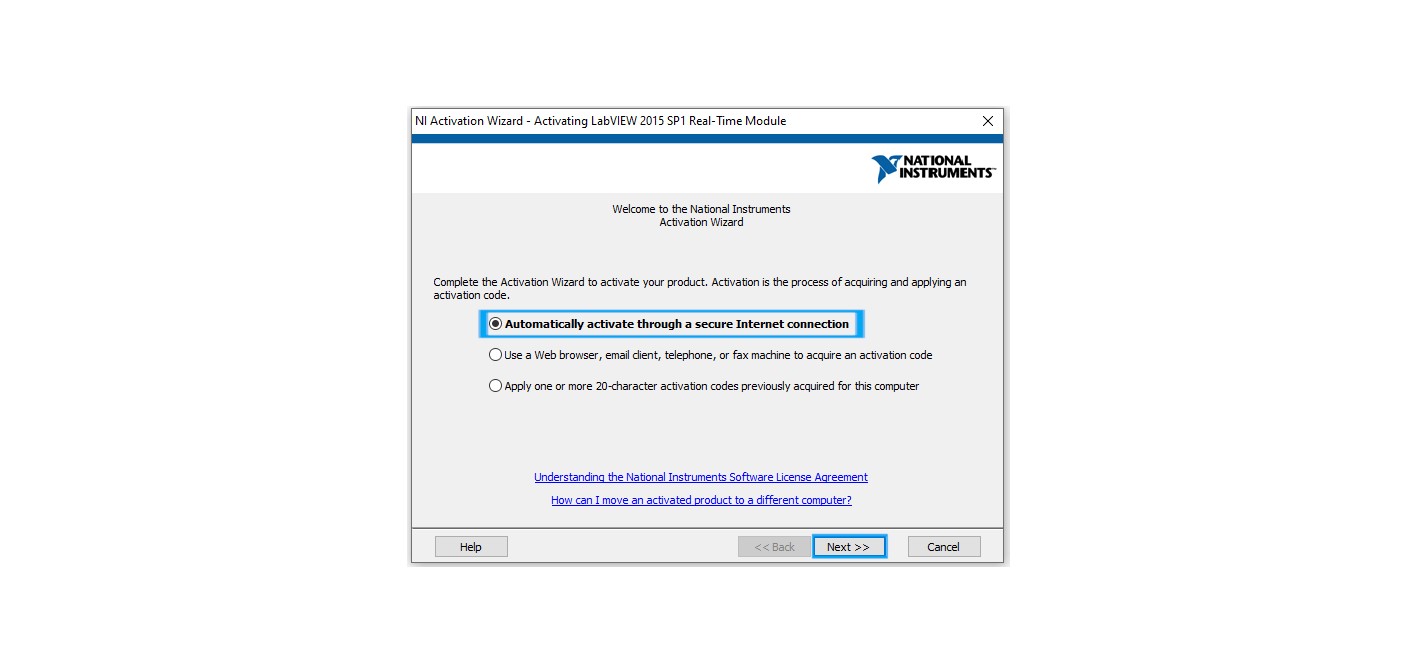 NI Activation Wizard - Activating LabVIEW 2015 SP1 Real-Time Module
NATIONAL
INSTRUMENTS™
Welcome to the National Instruments
Activation Wizard
Complete the Activation Wizard to activate your product. Activation is the process of acquiring and applying an
activation code.
Automatically activate through a secure Internet connection
Use a Web browser, email client, telephone, or fax machine to acquire an activation code
Apply one or more 20-character activation codes previously acquired for this computer
Understanding the National Instruments Software License Agreement
How can I move an activated product to a different computer?
Help
<< Back
Next >>
Cancel